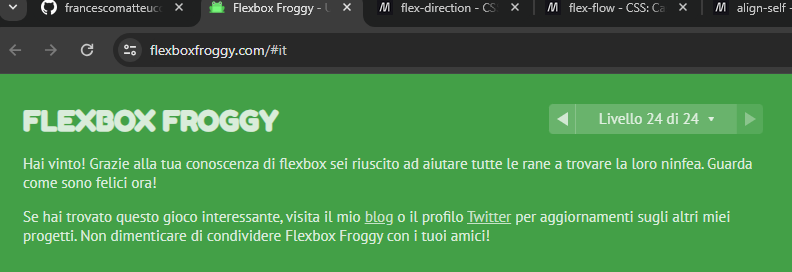 francescomatteucc
Flexbox Froggy - U
flex-direction - CS
flex-flow - CSS: Ca
align-self -
flexboxfroggy.com/#it
FLEXBOX FROGGY
Livello 24 di 24
Hai vinto! Grazie alla tua conoscenza di flexbox sei riuscito ad aiutare tutte le rane a trovare la loro ninfea. Guarda
come sono felici ora!
Se hai trovato questo gioco interessante, visita il mio blog o il profilo Twitter per aggiornamenti sugli altri miei
progetti. Non dimenticare di condividere Flexbox Froggy con i tuoi amici!